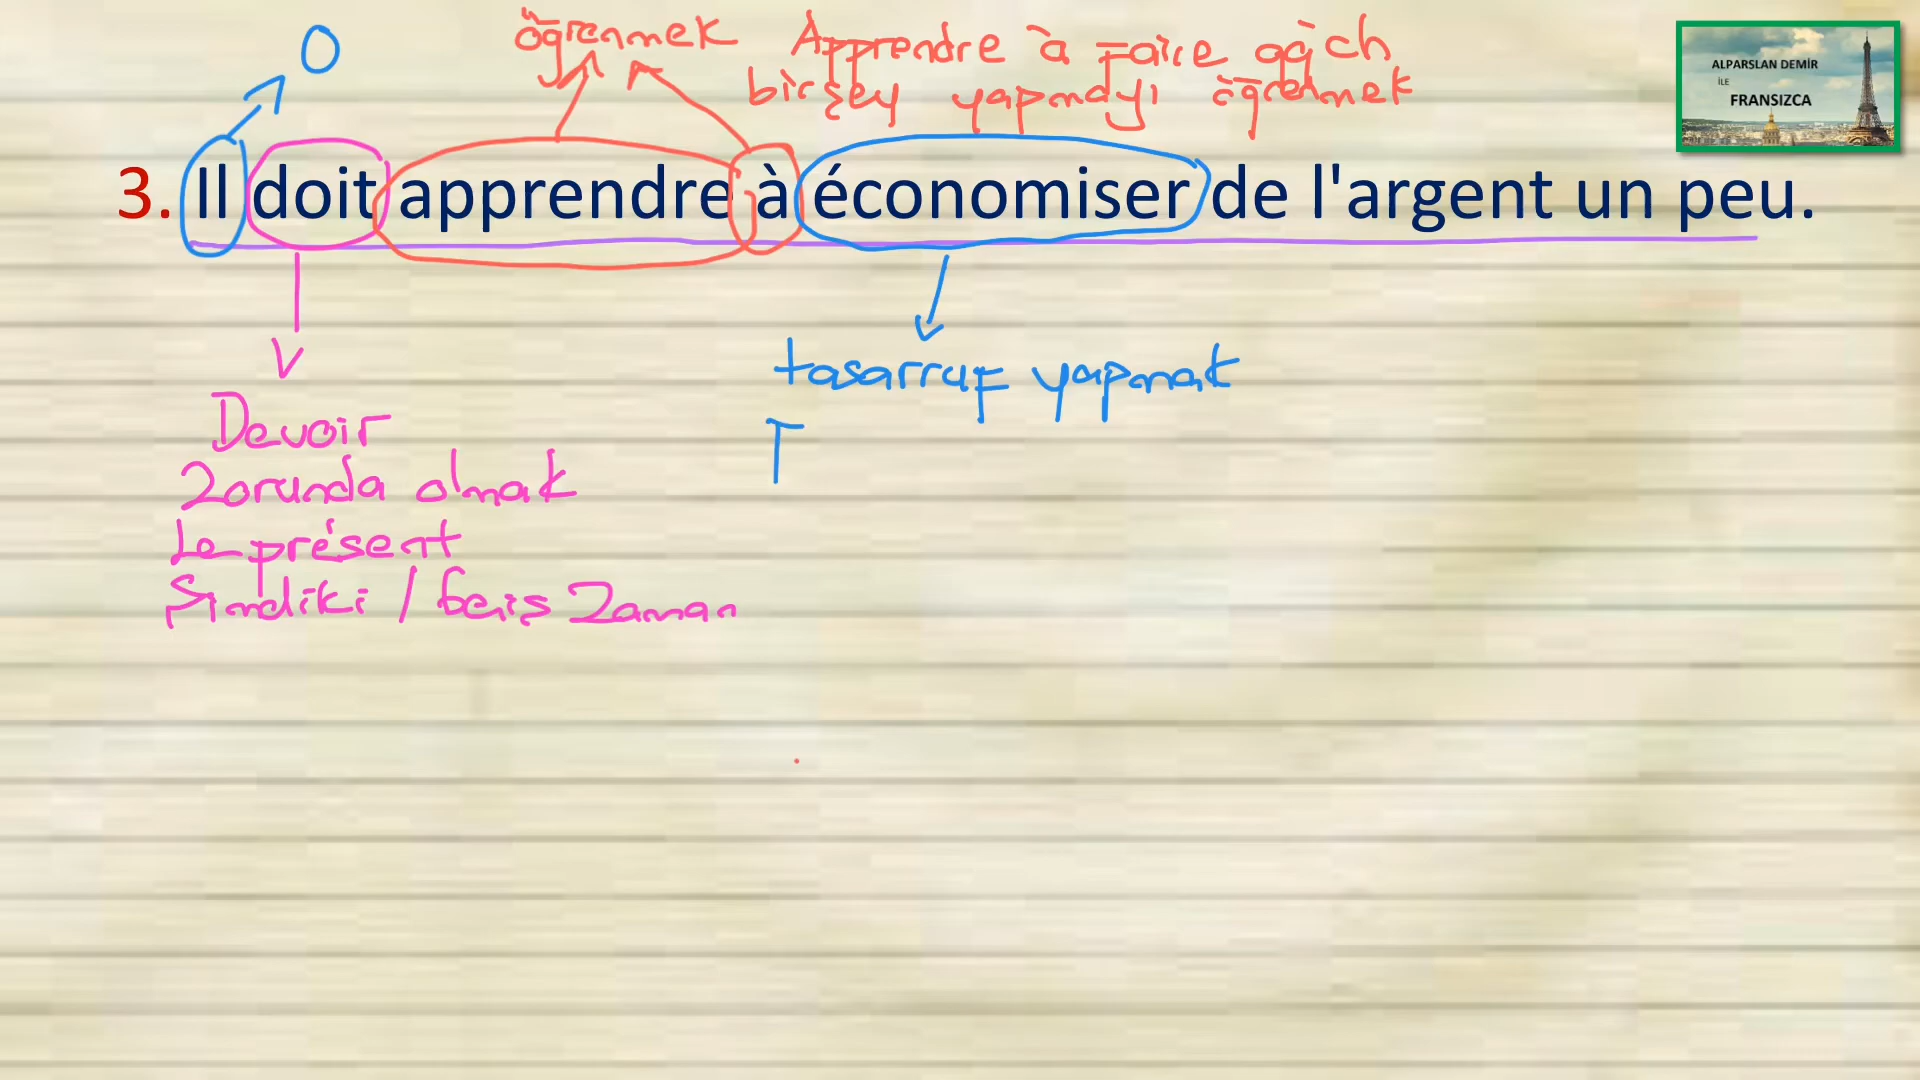 O
öğrenmek Apprendre à faire qqch
birşey yapmayı öğrenmek
ALPARSLAN DEMİR
İLE
FRANSIZCA
3. Il doit apprendre à économiser de l'argent un peu.
tasarruf yapmak
Devoir
Zorunda olmak
Le présent
Şimdiki / Geniş Zaman